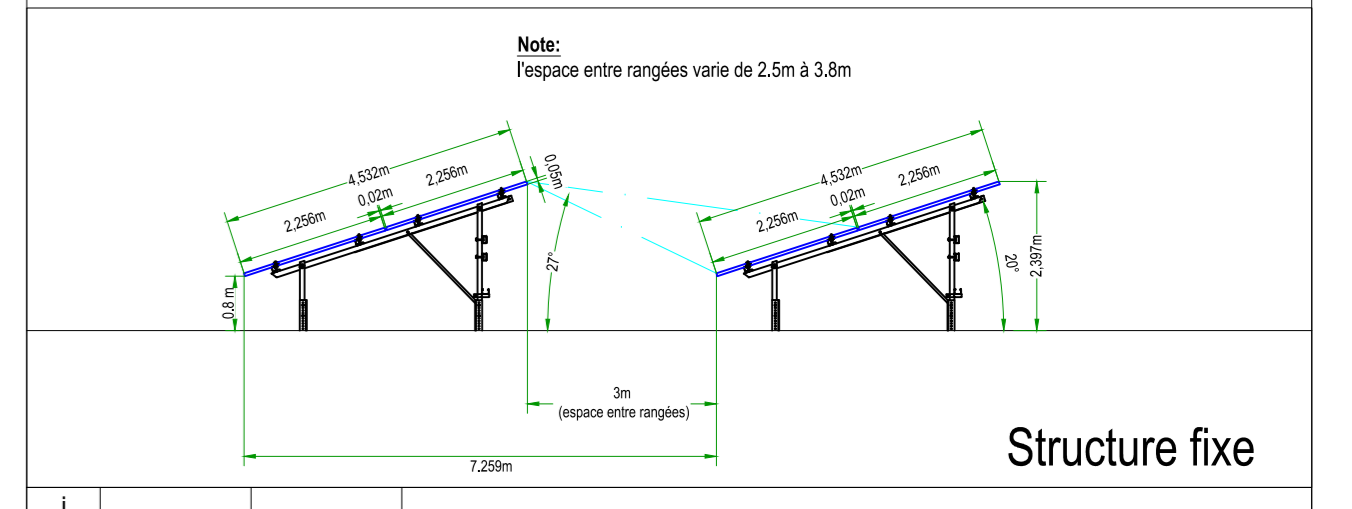 Note:
l'espace entre rangées varie de 2.5m à 3.8m
4,532m
2,256m
0,02m
2,256m
0,05m
27°
0.8 m
4,532m
2,256m
0,02m
2,256m
20°
2,397m
3m
(espace entre rangées)
7.259m
Structure fixe